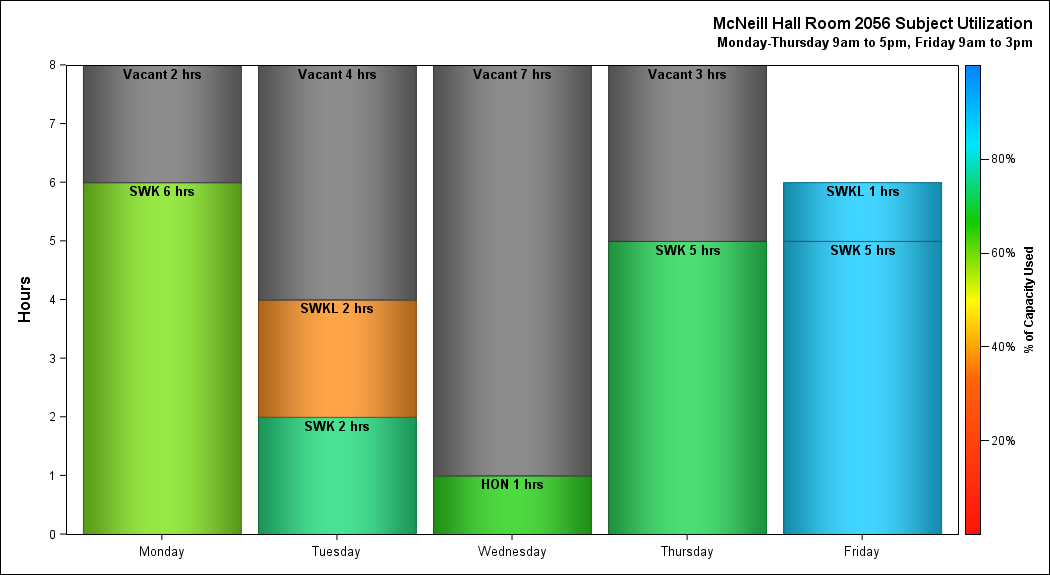 McNeill Hall Room 2056 Subject Utilization
Monday-Thursday 9am to 5pm, Friday 9am to 3pm
Hours
8
7
6
5
4
3
2
1
0
Vacant 2 hrs
SWK 6 hrs
Vacant 4 hrs
SWKL 2 hrs
SWK 2 hrs
Vacant 7 hrs
HON 1 hrs
Vacant 3 hrs
SWK 5 hrs
SWKL 1 hrs
SWK 5 hrs
Monday
Tuesday
Wednesday
Thursday
Friday
80%
60%
40%
20%
% of Capacity Used